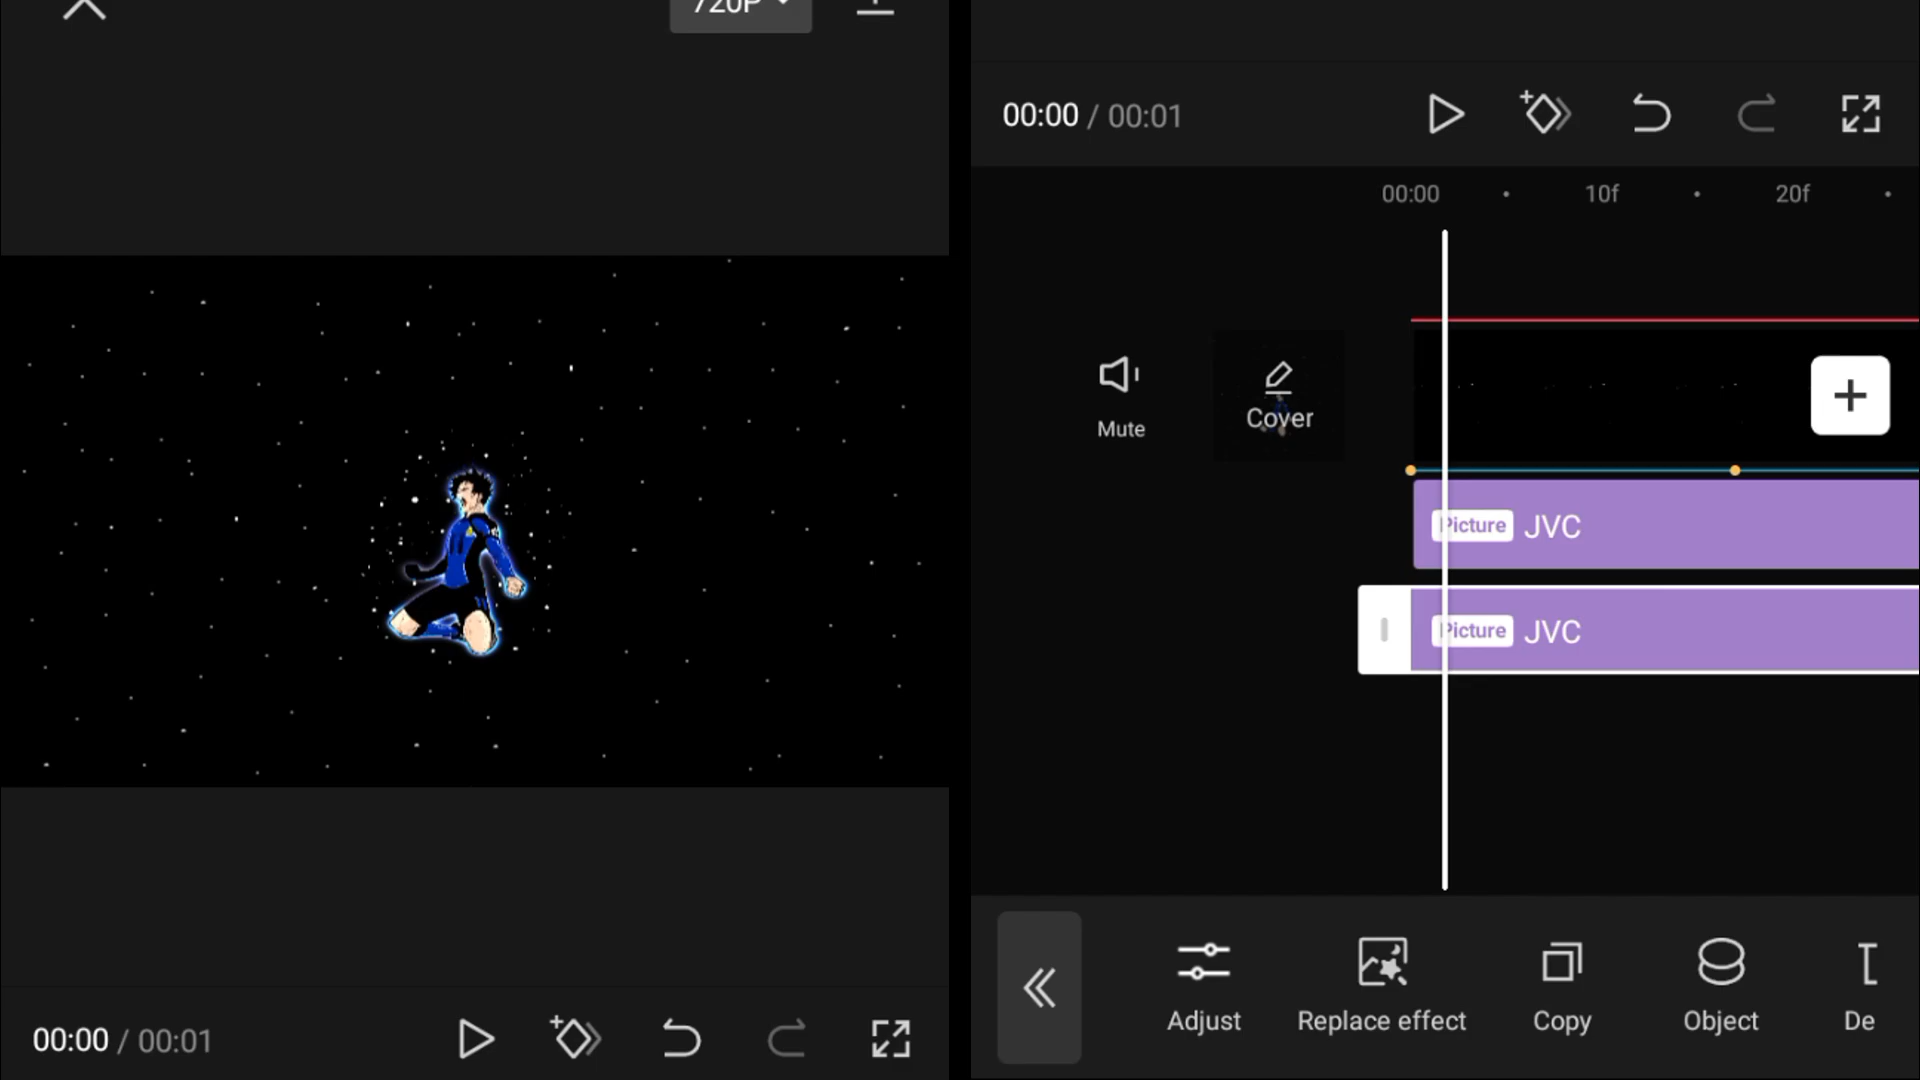 720P
00:00 / 00:01
00:00 / 00:01
00:00 10f 20f
Mute
Cover
Picture JVC
Picture JVC
Adjust
Replace effect
Copy
Object
De